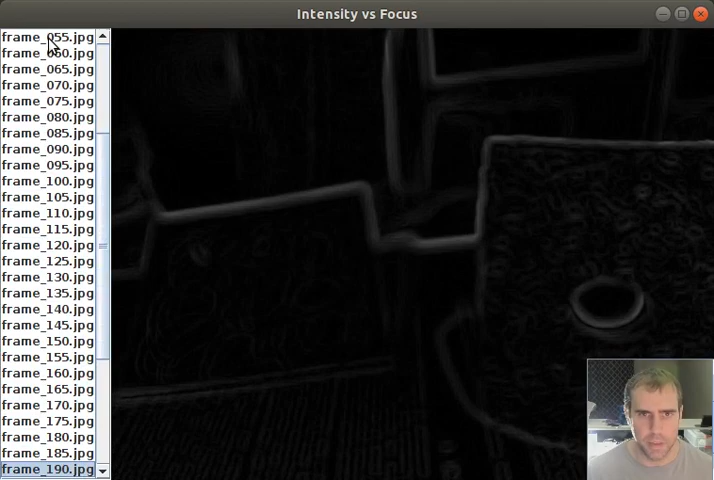 Intensity vs Focus
frame_055.jpg
frame_060.jpg
frame_065.jpg
frame_070.jpg
frame_075.jpg
frame_080.jpg
frame_085.jpg
frame_090.jpg
frame_095.jpg
frame_100.jpg
frame_105.jpg
frame_110.jpg
frame_115.jpg
frame_120.jpg
frame_125.jpg
frame_130.jpg
frame_135.jpg
frame_140.jpg
frame_145.jpg
frame_150.jpg
frame_155.jpg
frame_160.jpg
frame_165.jpg
frame_170.jpg
frame_175.jpg
frame_180.jpg
frame_185.jpg
frame_190.jpg